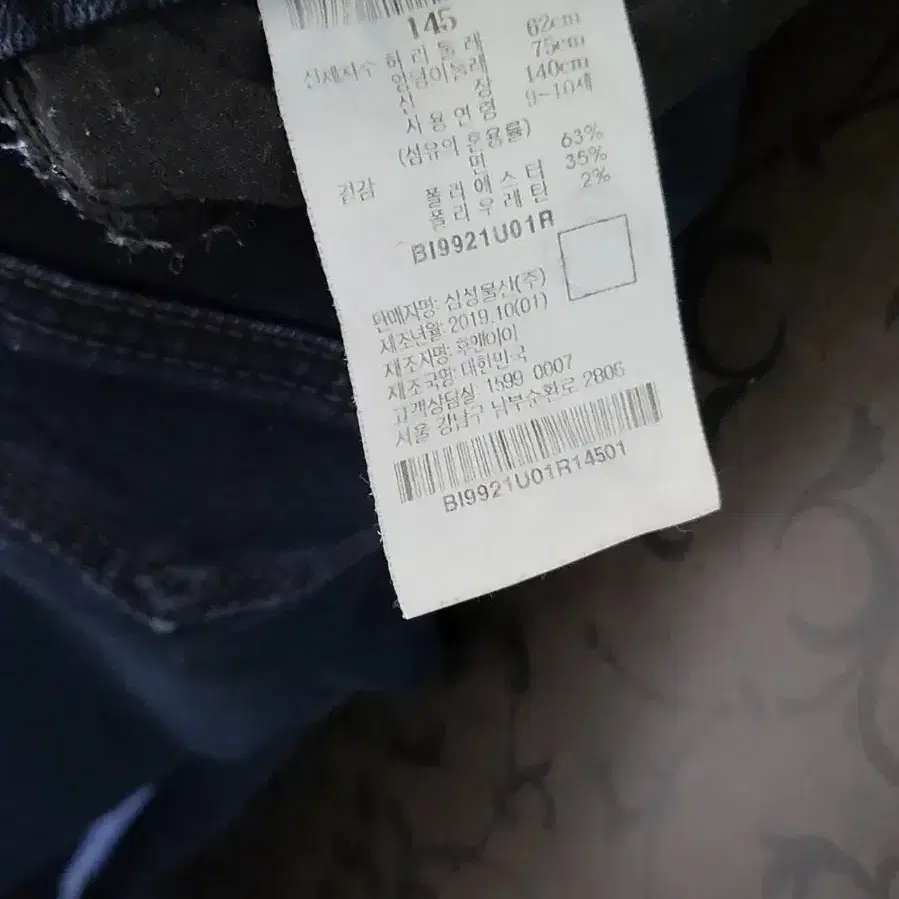 145
신체치수 허리둘레 62cm
엉덩이둘레 75cm
신 장 140cm
사용연령 9~10세
(섬유의 혼용률)
겉감 면 63%
폴리에스터 35%
폴리우레탄 2%
BI9921U01R
판매자명: 삼성물산(주)
제조년월: 2019.10(01)
제조자명: 후앤아이
제조국명: 대한민국
고객상담실: 1599 0007
서울 강남구 남부순환로 2806
BI9921U01R14501